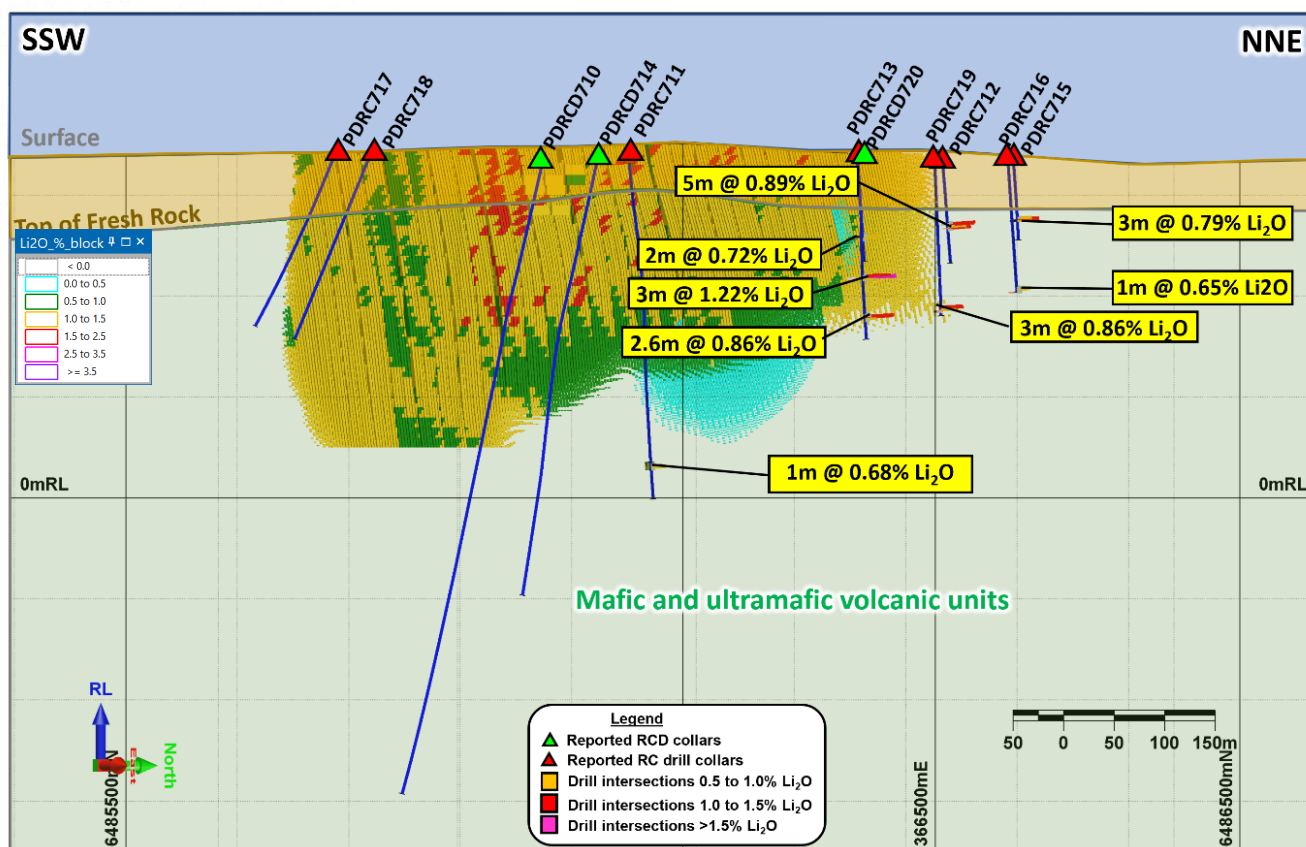 SSW
NNE
PDRC717
PDRC718
PDRCD710
PDRCD714
PDRC711
PDRC713
PDRCD720
PDRC719
PDRC712
PDRC716
PDRC715
Surface
Top of Fresh Rock
5m @ 0.89% Li₂O
2m @ 0.72% Li₂O
3m @ 1.22% Li₂O
2.6m @ 0.86% Li₂O
3m @ 0.79% Li₂O
1m @ 0.65% Li2O
3m @ 0.86% Li₂O
1m @ 0.68% Li₂O
Li2O_%_block
< 0.0
0.0 to 0.5
0.5 to 1.0
1.0 to 1.5
1.5 to 2.5
2.5 to 3.5
>= 3.5
0mRL
0mRL
Mafic and ultramafic volcanic units
RL
East
North
6485500mN
366500mE
6486500mN
Legend
Reported RCD collars
Reported RC drill collars
Drill intersections 0.5 to 1.0% Li₂O
Drill intersections 1.0 to 1.5% Li₂O
Drill intersections >1.5% Li₂O
50 0 50 100 150m